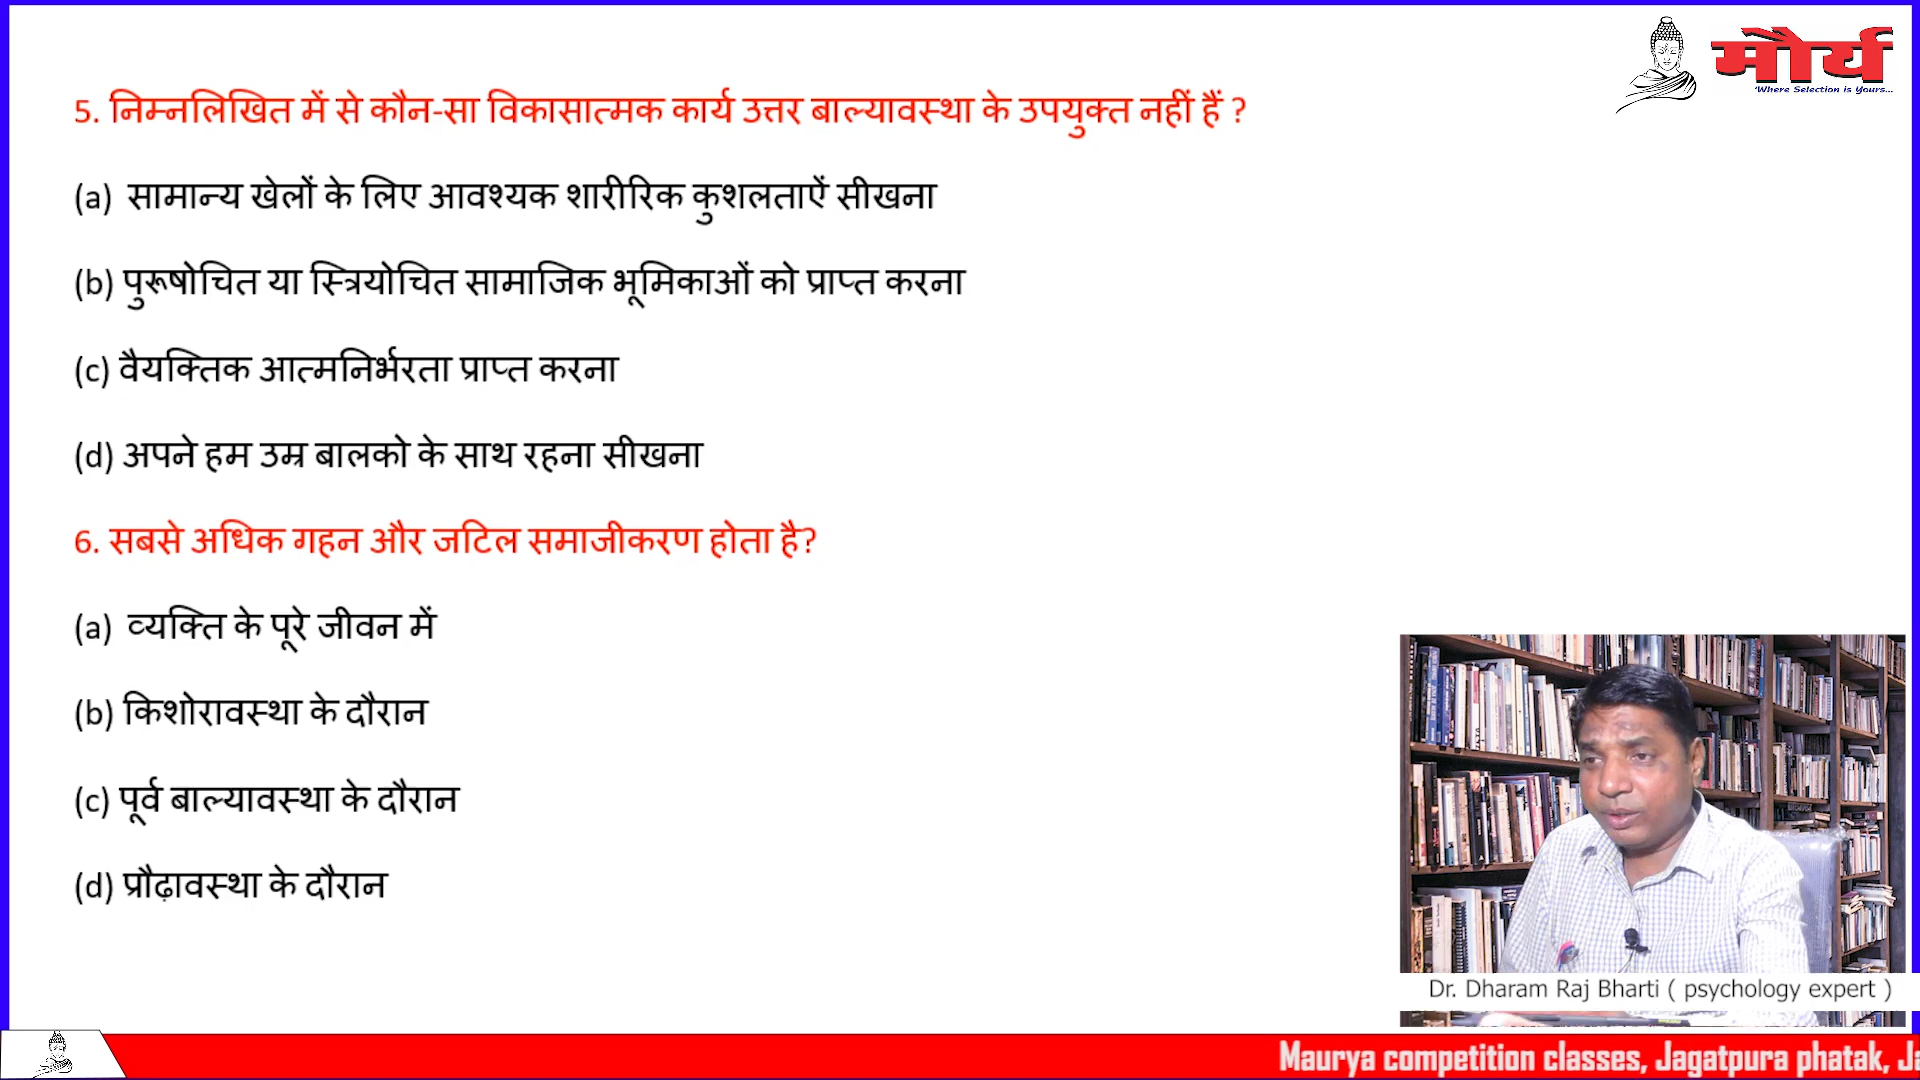 मौर्य
'Where Selection is Yours...
5. निम्नलिखित में से कौन-सा विकासात्मक कार्य उत्तर बाल्यावस्था के उपयुक्त नहीं हैं ?
(a) सामान्य खेलों के लिए आवश्यक शारीरिक कुशलताऐं सीखना
(b) पुरूषोचित या स्त्रियोचित सामाजिक भूमिकाओं को प्राप्त करना
(c) वैयक्तिक आत्मनिर्भरता प्राप्त करना
(d) अपने हम उम्र बालको के साथ रहना सीखना
6. सबसे अधिक गहन और जटिल समाजीकरण होता है?
(a) व्यक्ति के पूरे जीवन में
(b) किशोरावस्था के दौरान
(c) पूर्व बाल्यावस्था के दौरान
(d) प्रौढ़ावस्था के दौरान
Dr. Dharam Raj Bharti ( psychology expert )
Maurya competition classes, Jagatpura phatak, Ja